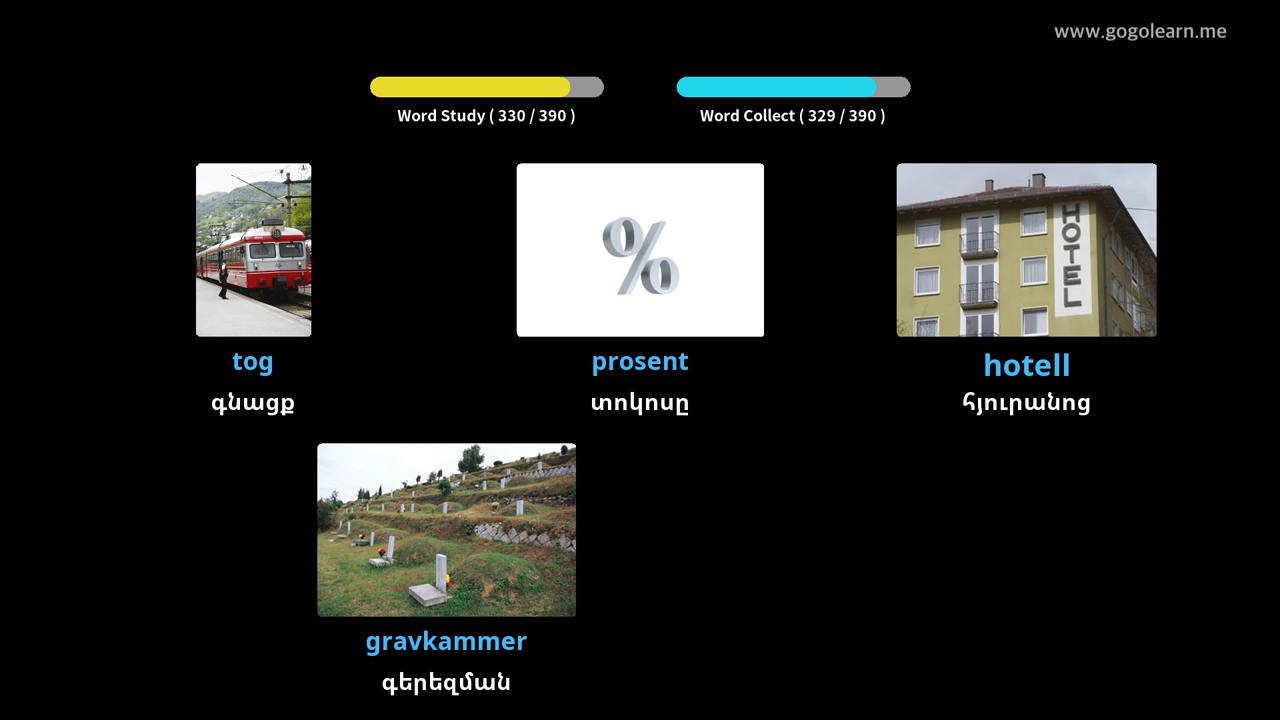 www.gogolearn.me
Word Study ( 330 / 390 )
Word Collect ( 329 / 390 )
%
HOTEL
tog
prosent
hotell
գնացք
տոկոսը
հյուրանոց
gravkammer
գերեզման